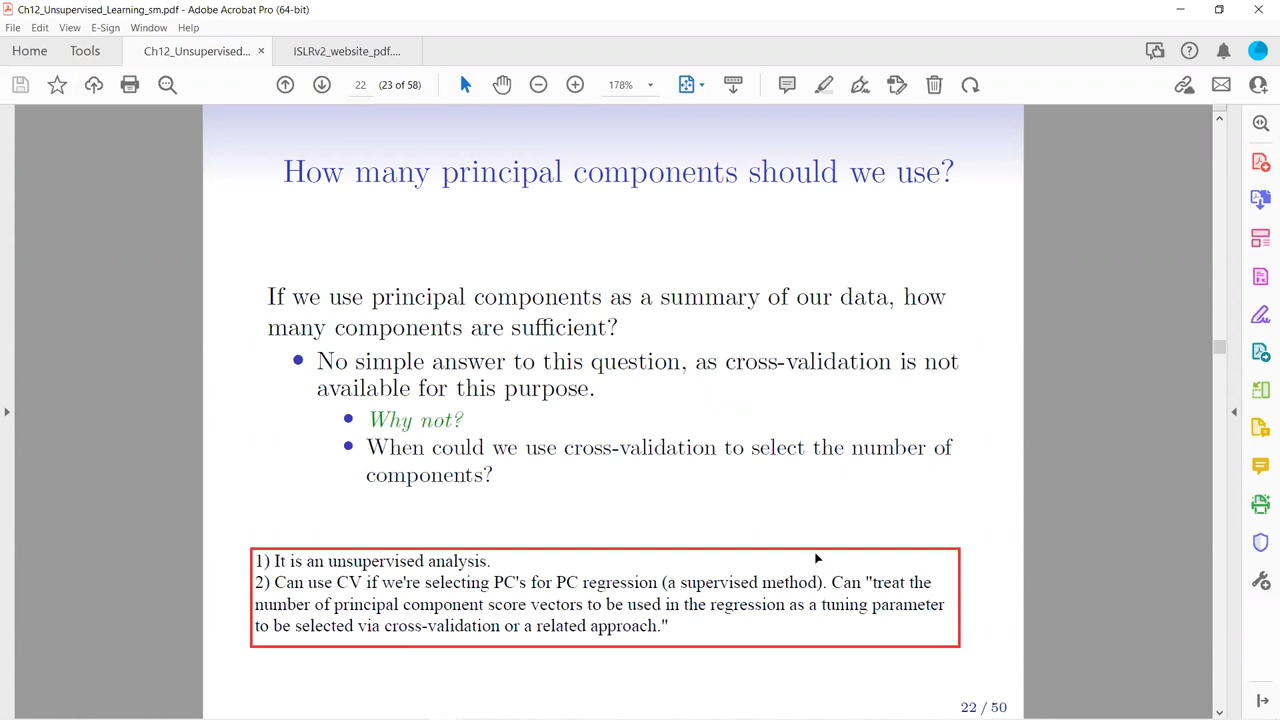 Ch12_Unsupervised_Learning_sm.pdf - Adobe Acrobat Pro (64-bit)
File Edit View E-Sign Window Help
Home Tools Ch12_Unsupervised... × ISLRv2_website_pdf....
22 (23 of 58) 178%
How many principal components should we use?
If we use principal components as a summary of our data, how
many components are sufficient?
No simple answer to this question, as cross-validation is not
available for this purpose.
Why not?
When could we use cross-validation to select the number of
components?
1) It is an unsupervised analysis.
2) Can use CV if we're selecting PC's for PC regression (a supervised method). Can "treat the
number of principal component score vectors to be used in the regression as a tuning parameter
to be selected via cross-validation or a related approach."
22 / 50